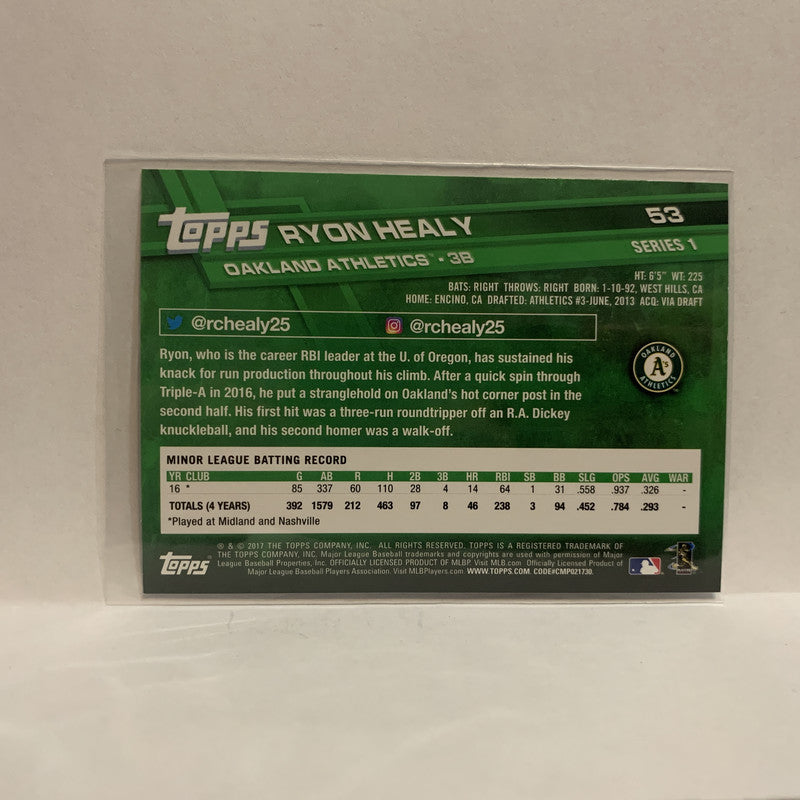 Topps RYON HEALY 53
OAKLAND ATHLETICS™ • 3B SERIES 1
HT: 6'5" WT: 225
BATS: RIGHT THROWS: RIGHT BORN: 1-10-92, WEST HILLS, CA
HOME: ENCINO, CA DRAFTED: ATHLETICS #3-JUNE, 2013 ACQ: VIA DRAFT
@rchealy25 @rchealy25
Ryon, who is the career RBI leader at the U. of Oregon, has sustained his
knack for run production throughout his climb. After a quick spin through
Triple-A in 2016, he put a stranglehold on Oakland's hot corner post in the
second half. His first hit was a three-run roundtripper off an R.A. Dickey
knuckleball, and his second homer was a walk-off.
OAKLAND
A's
ATHLETICS
MINOR LEAGUE BATTING RECORD
YR CLUB G AB R H 2B 3B HR RBI SB BB SLG OPS AVG WAR
16 * 85 337 60 110 28 4 14 64 1 31 .558 .937 .326 -
TOTALS (4 YEARS) 392 1579 212 463 97 8 46 238 3 94 .452 .784 .293 -
*Played at Midland and Nashville
® & © 2017 THE TOPPS COMPANY, INC. ALL RIGHTS RESERVED. TOPPS IS A REGISTERED TRADEMARK OF
THE TOPPS COMPANY, INC. Major League Baseball trademarks and copyrights are used with permission of Major
League Baseball Properties, Inc. OFFICIALLY LICENSED PRODUCT OF MLBP. Visit MLB.com Officially Licensed Product of
Major League Baseball Players Association. Visit MLBPlayers.com. WWW.TOPPS.COM. CODE#CMP021730.
Topps